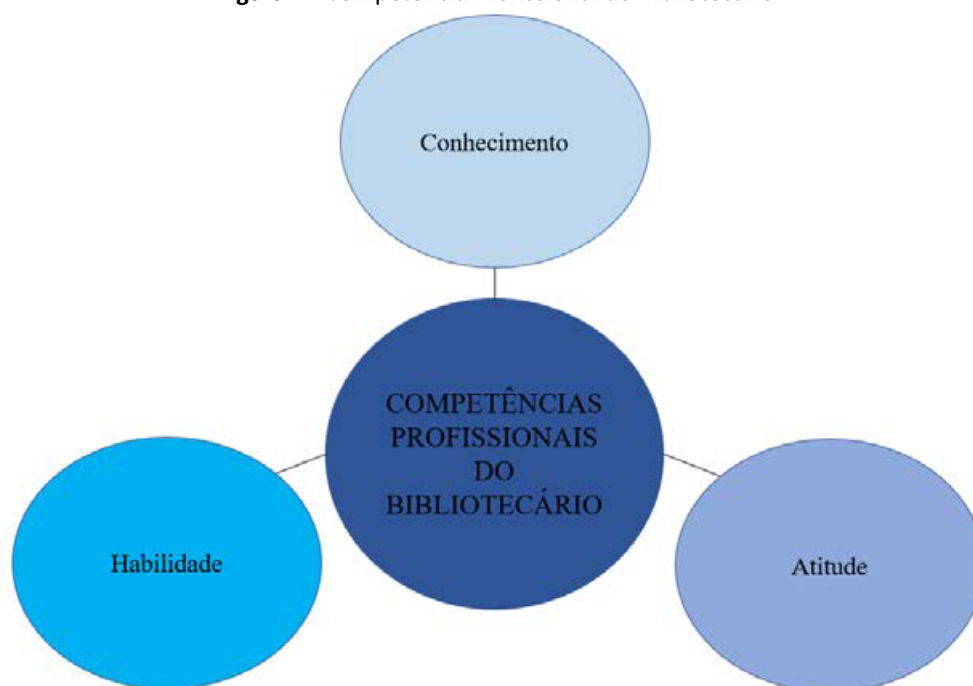 Conhecimento
COMPETÊNCIAS
PROFISSIONAIS
DO
BIBLIOTECÁRIO
Habilidade
Atitude